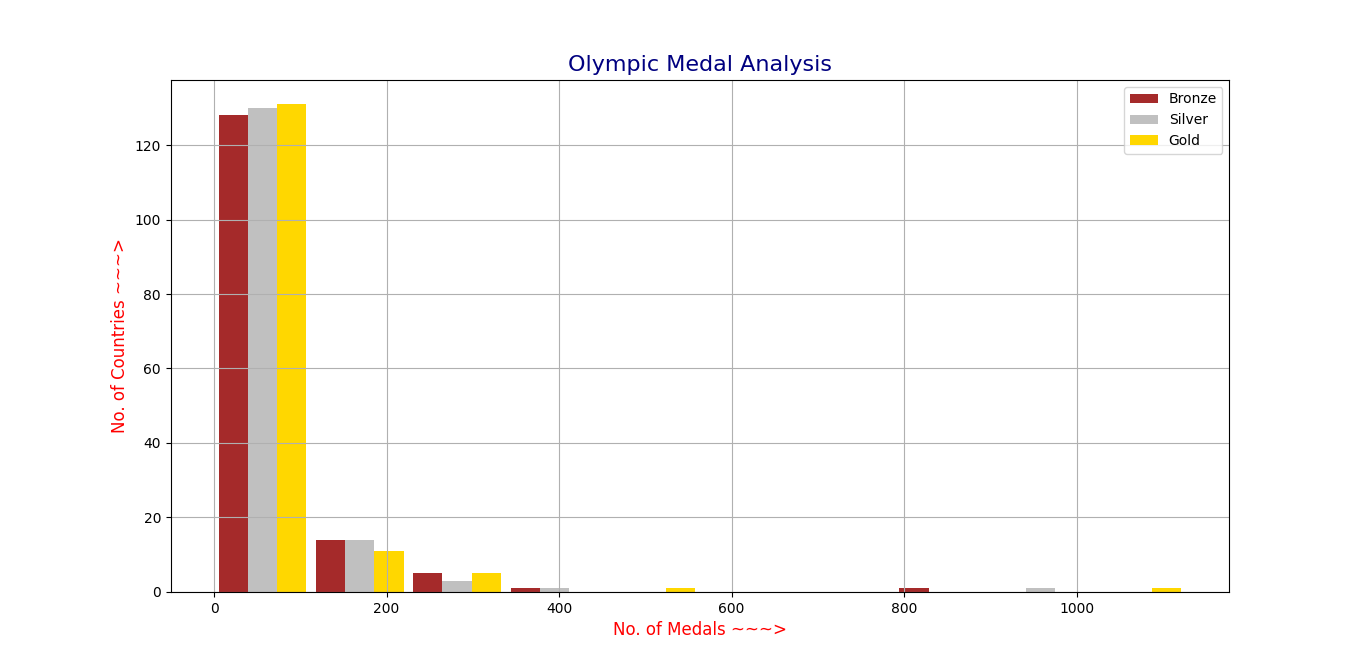 Olympic Medal Analysis
Bronze
Silver
Gold
No. of Countries ~~~>
120
100
80
60
40
20
0
0 200 400 600 800 1000
No. of Medals ~~~>